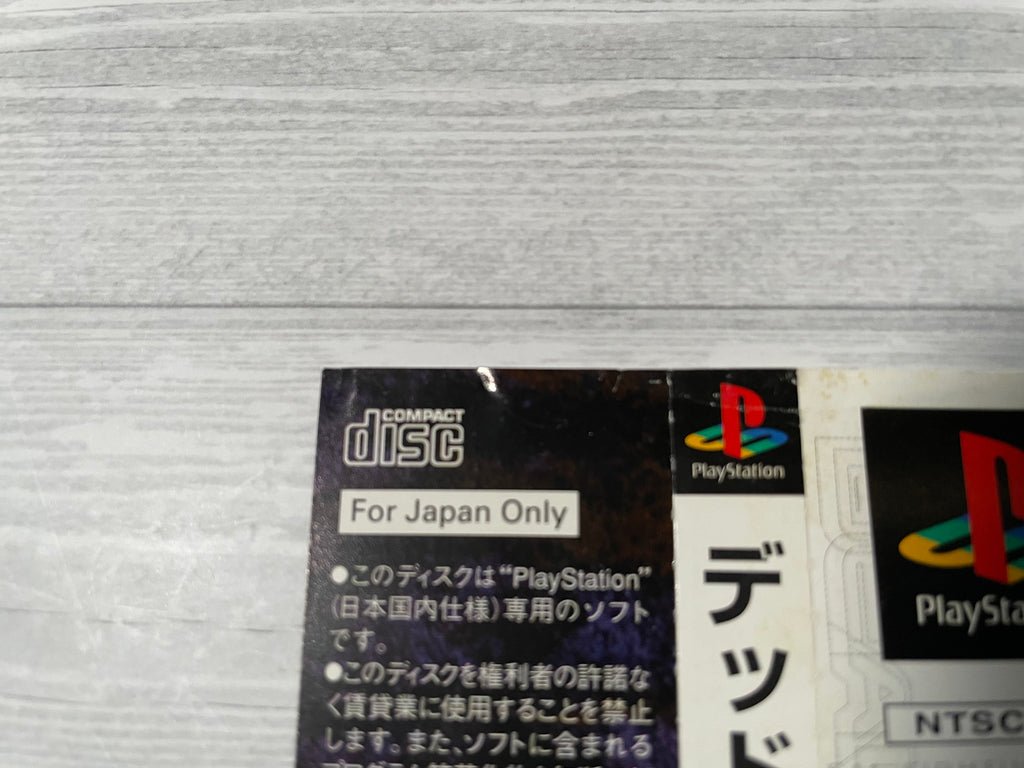 COMPACT
disc
For Japan Only
●このディスクは“PlayStation”
(日本国内仕様)専用のソフト
です。
●このディスクを権利者の許諾な
く賃貸業に使用することを禁止
します。また、ソフトに含まれる
PlayStation
デッド
PlaySta
NTSC